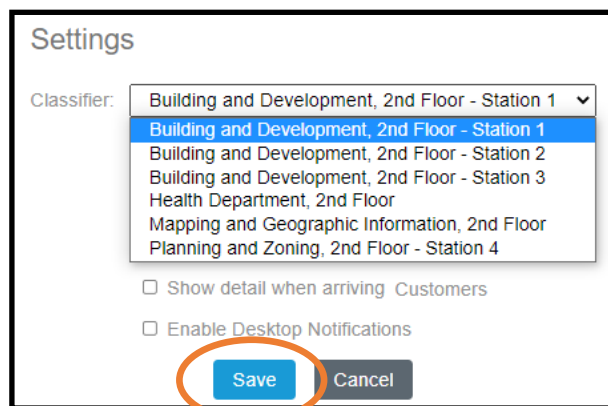 Settings
Classifier: Building and Development, 2nd Floor - Station 1
Building and Development, 2nd Floor - Station 1
Building and Development, 2nd Floor - Station 2
Building and Development, 2nd Floor - Station 3
Health Department, 2nd Floor
Mapping and Geographic Information, 2nd Floor
Planning and Zoning, 2nd Floor - Station 4
Show detail when arriving Customers
Enable Desktop Notifications
Save Cancel